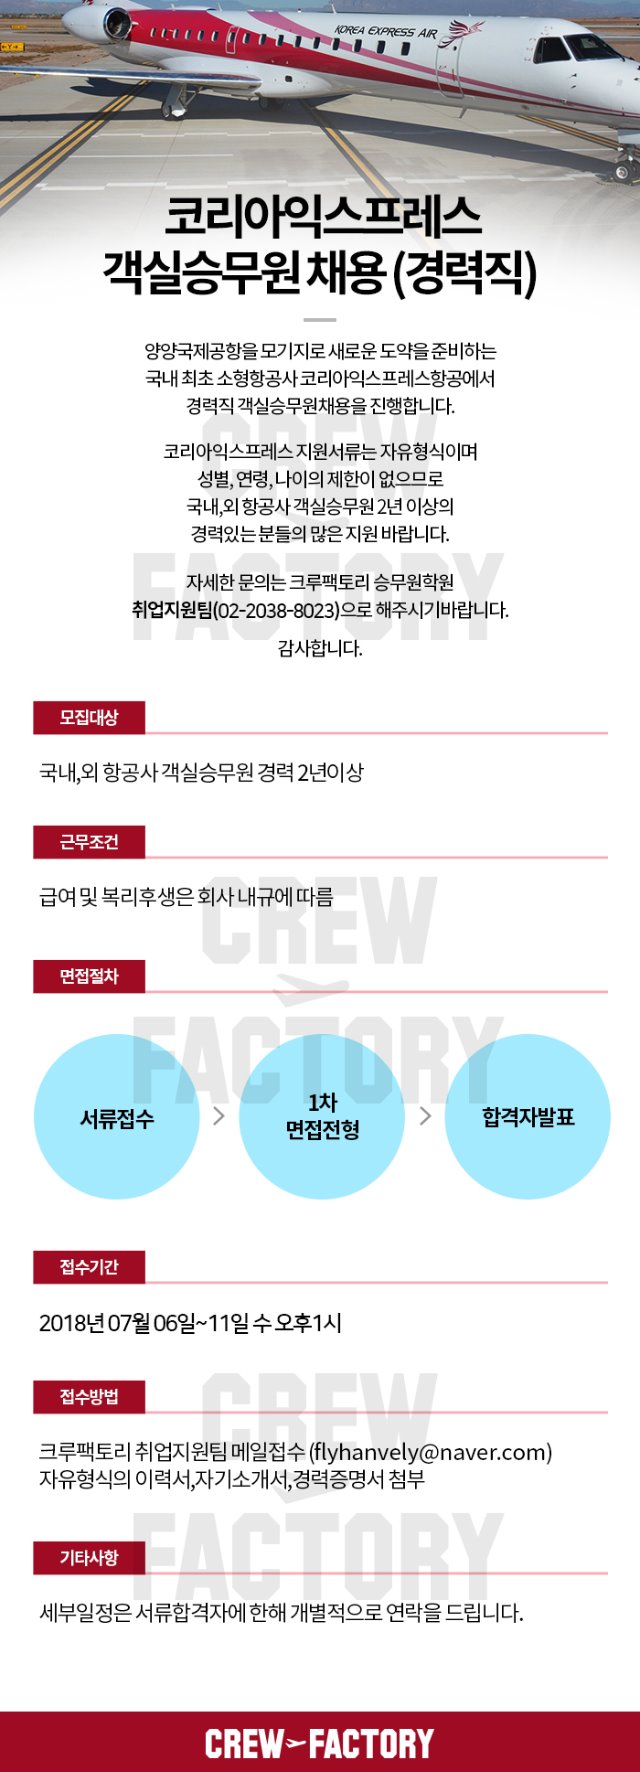 KOREA EXPRESS AIR
코리아익스프레스
객실승무원 채용 (경력직)
양양국제공항을 모기지로 새로운 도약을 준비하는
국내 최초 소형항공사 코리아익스프레스항공에서
경력직 객실승무원채용을 진행합니다.
코리아익스프레스 지원서류는 자유형식이며
성별, 연령, 나이의 제한이 없으므로
국내,외 항공사 객실승무원 2년 이상의
경력있는 분들의 많은 지원 바랍니다.
자세한 문의는 크루팩토리 승무원학원
취업지원팀(02-2038-8023)으로 해주시기바랍니다.
감사합니다.
CREW
FACTORY
모집대상
국내,외 항공사 객실승무원 경력 2년이상
근무조건
급여 및 복리후생은 회사 내규에 따름
CREW
FACTORY
면접절차
서류접수 > 1차 면접전형 > 합격자발표
접수기간
2018년 07월 06일~11일 수 오후1시
접수방법
크루팩토리 취업지원팀 메일접수 (flyhanvely@naver.com)
자유형식의 이력서,자기소개서,경력증명서 첨부
CREW
FACTORY
기타사항
세부일정은 서류합격자에 한해 개별적으로 연락을 드립니다.
CREW FACTORY